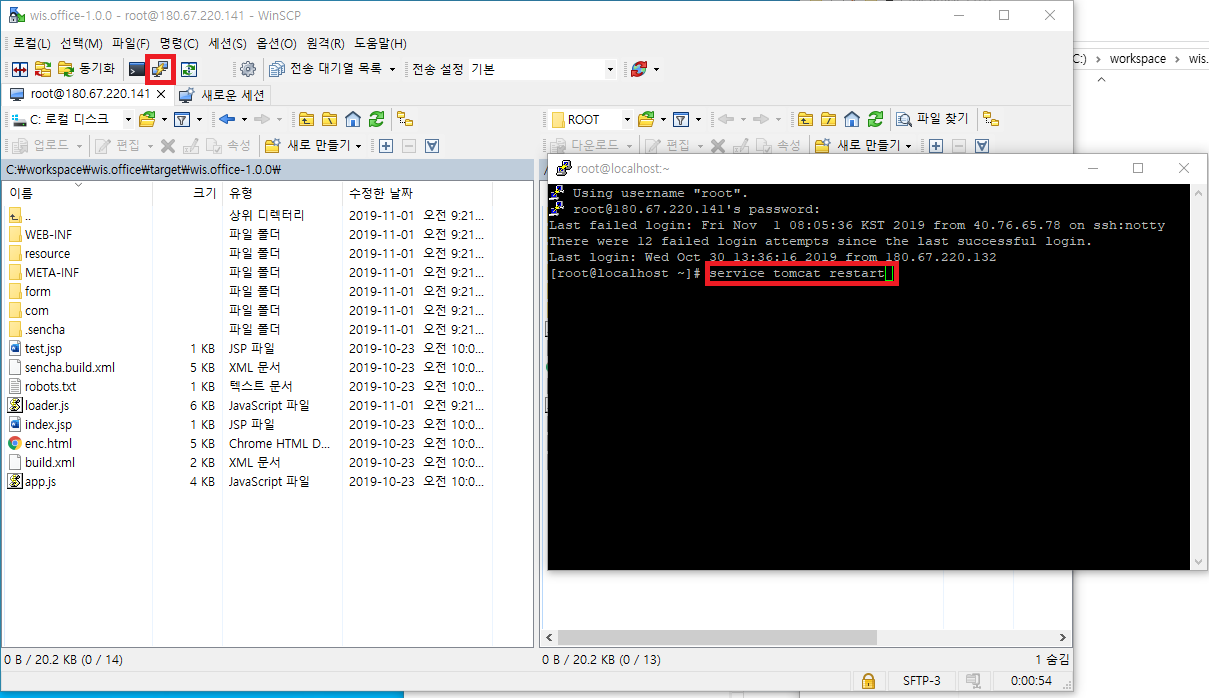 wis.office-1.0.0 - root@180.67.220.141 - WinSCP
로컬(L) 선택(M) 파일(F) 명령(C) 세션(S) 옵션(O) 원격(R) 도움말(H)
동기화 전송 대기열 목록 전송 설정 기본
root@180.67.220.141 새로운 세션
C: 로컬 디스크
업로드 편집 속성 새로 만들기
C:₩workspace₩wis.office₩target₩wis.office-1.0.0₩
이름 크기 유형 수정한 날짜
.. 상위 디렉터리 2019-11-01 오전 9:21...
WEB-INF 파일 폴더 2019-11-01 오전 9:21...
resource 파일 폴더 2019-11-01 오전 9:21...
META-INF 파일 폴더 2019-11-01 오전 9:21...
form 파일 폴더 2019-11-01 오전 9:21...
com 파일 폴더 2019-11-01 오전 9:21...
.sencha 파일 폴더 2019-11-01 오전 9:21...
test.jsp 1 KB JSP 파일 2019-10-23 오전 10:0...
sencha.build.xml 5 KB XML 문서 2019-10-23 오전 10:0...
robots.txt 1 KB 텍스트 문서 2019-10-23 오전 10:0...
loader.js 6 KB JavaScript 파일 2019-11-01 오전 9:21...
index.jsp 1 KB JSP 파일 2019-10-23 오전 10:0...
enc.html 5 KB Chrome HTML D... 2019-10-23 오전 10:0...
build.xml 2 KB XML 문서 2019-10-23 오전 10:0...
app.js 4 KB JavaScript 파일 2019-10-23 오전 10:0...
0 B / 20.2 KB (0 / 14)
ROOT 파일 찾기
다운로드 편집 속성 새로 만들기
C:) workspace wis.
root@localhost:~
Using username "root".
root@180.67.220.141's password:
Last failed login: Fri Nov  1 08:05:36 KST 2019 from 40.76.65.78 on ssh:notty
There were 12 failed login attempts since the last successful login.
Last login: Wed Oct 30 13:36:16 2019 from 180.67.220.132
[root@localhost ~]# service tomcat restart
0 B / 20.2 KB (0 / 13) 1 숨김
SFTP-3 0:00:54